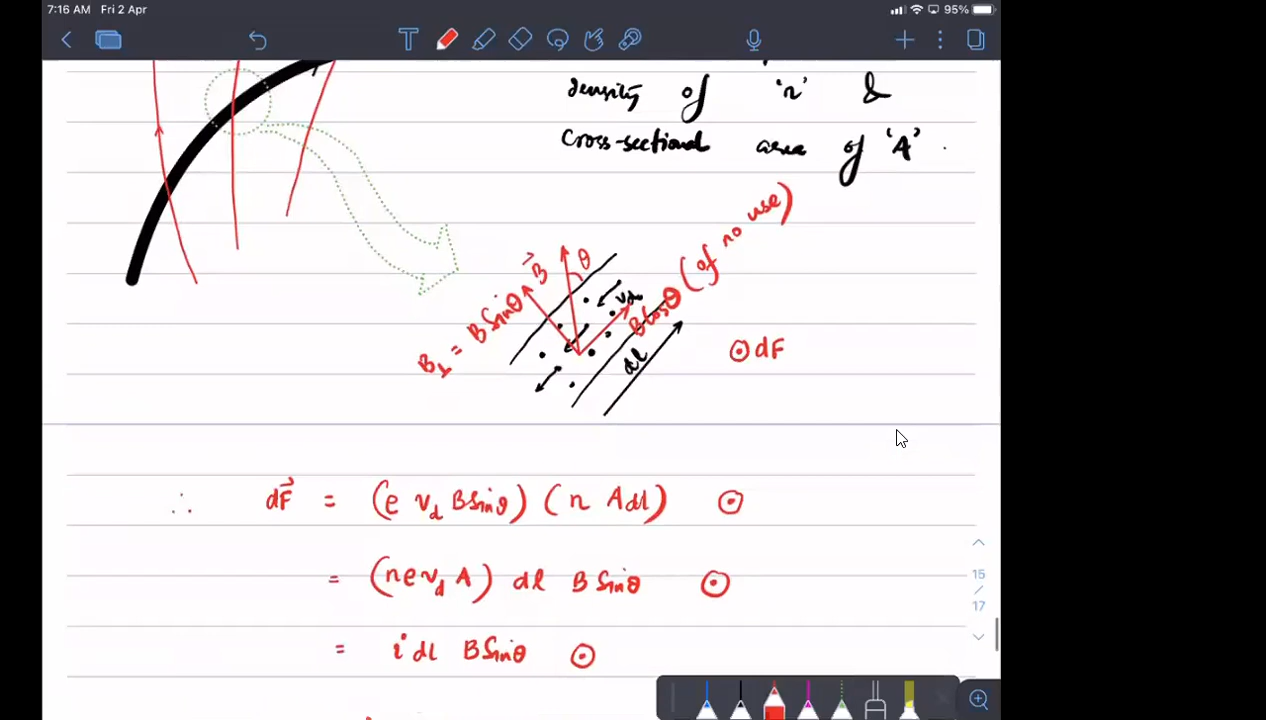 7:16 AM Fri 2 Apr 95%
density of 'n' &
cross-sectional area of 'A'.
B⃗ θ
vd
B⊥ = B Sinθ
B Cosθ (of no use)
dl
⊙ dF
∴ dF⃗ = (e vd B Sinθ) (n A dl) ⊙
= (n e vd A) dl B Sinθ ⊙
= i dl B Sinθ ⊙
15
/
17